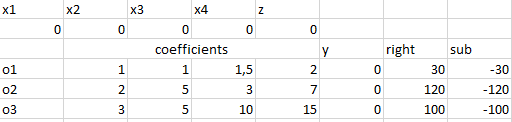 x1 x2 x3 x4 z
0 0 0 0 0
coefficients y right sub
o1 1 1 1,5 2 0 30 -30
o2 2 5 3 7 0 120 -120
o3 3 5 10 15 0 100 -100